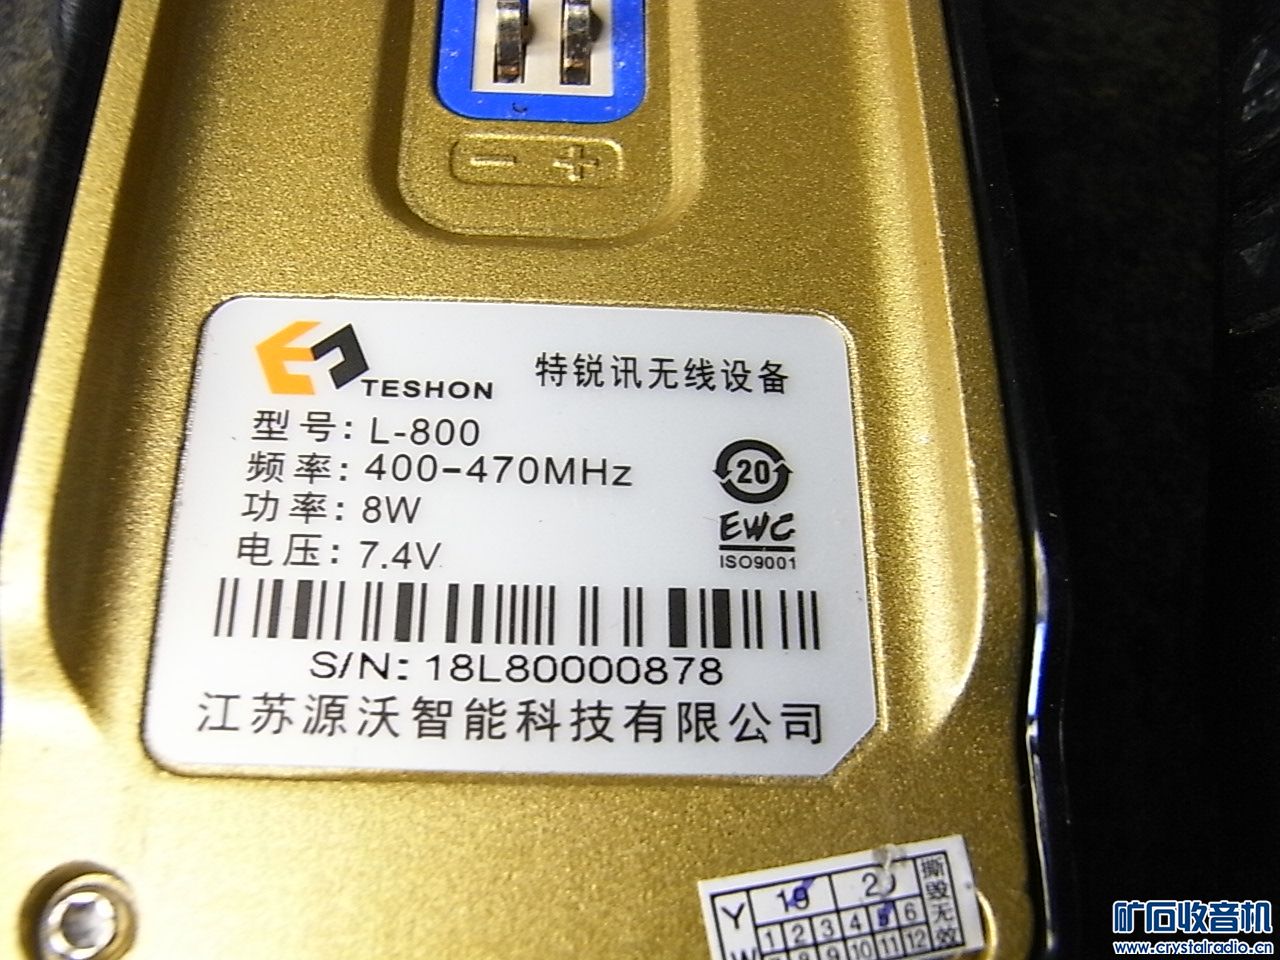 - +
TESHON 特锐讯无线设备
型号: L-800
频率: 400-470MHz
功率: 8W
电压: 7.4V
20
EWC
ISO9001
S/N: 18L80000878
江苏源沃智能科技有限公司
Y 19 20
1 2 3 4 5 6
8 9 10 11 12
撕毁无效
矿石收音机
www.crystalradio.cn